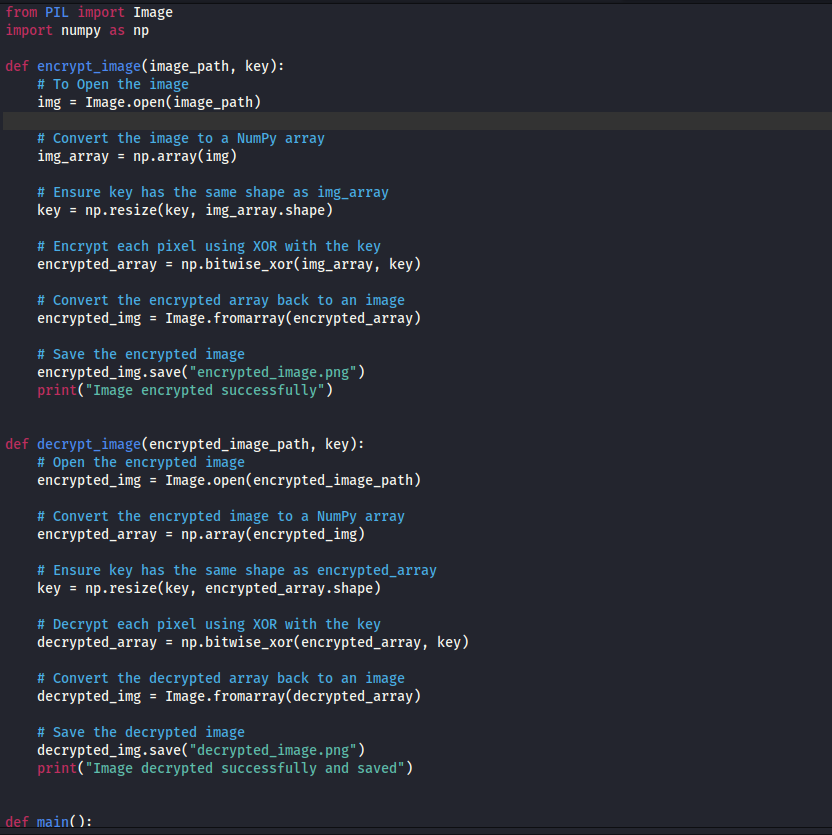 from PIL import Image
import numpy as np
def encrypt_image(image_path, key):
# To Open the image
img = Image.open(image_path)
# Convert the image to a NumPy array
img_array = np.array(img)
# Ensure key has the same shape as img_array
key = np.resize(key, img_array.shape)
# Encrypt each pixel using XOR with the key
encrypted_array = np.bitwise_xor(img_array, key)
# Convert the encrypted array back to an image
encrypted_img = Image.fromarray(encrypted_array)
# Save the encrypted image
encrypted_img.save("encrypted_image.png")
print("Image encrypted successfully")
def decrypt_image(encrypted_image_path, key):
# Open the encrypted image
encrypted_img = Image.open(encrypted_image_path)
# Convert the encrypted image to a NumPy array
encrypted_array = np.array(encrypted_img)
# Ensure key has the same shape as encrypted_array
key = np.resize(key, encrypted_array.shape)
# Decrypt each pixel using XOR with the key
decrypted_array = np.bitwise_xor(encrypted_array, key)
# Convert the decrypted array back to an image
decrypted_img = Image.fromarray(decrypted_array)
# Save the decrypted image
decrypted_img.save("decrypted_image.png")
print("Image decrypted successfully and saved")
def main():